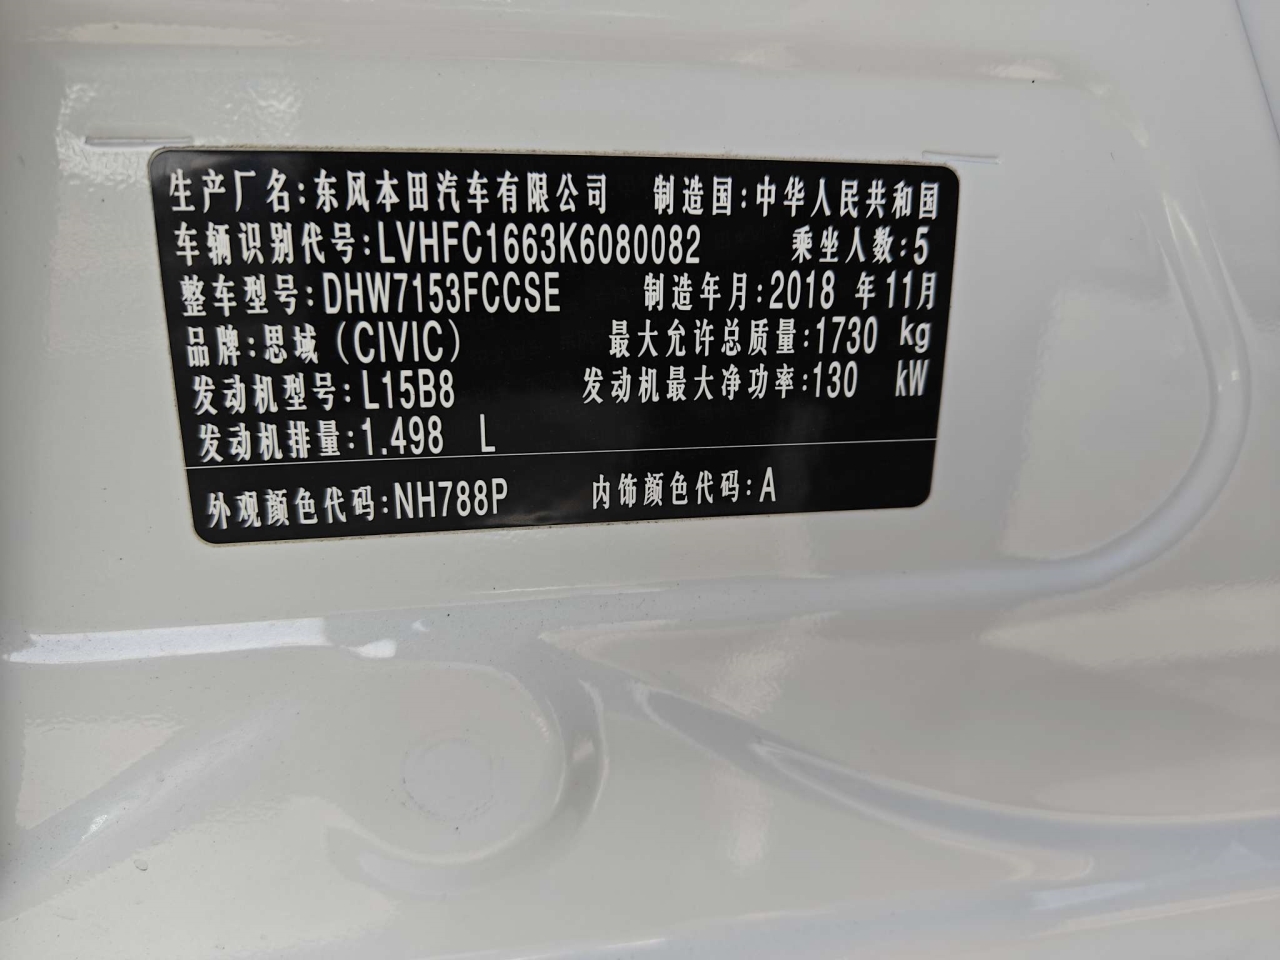 生产厂名:东风本田汽车有限公司 制造国:中华人民共和国
车辆识别代号:LVHFC1663K6080082 乘坐人数:5
整车型号:DHW7153FCCSE 制造年月:2018 年11月
品牌:思域(CIVIC) 最大允许总质量:1730 kg
发动机型号:L15B8 发动机最大净功率:130 kW
发动机排量:1.498 L
外观颜色代码:NH788P 内饰颜色代码:A